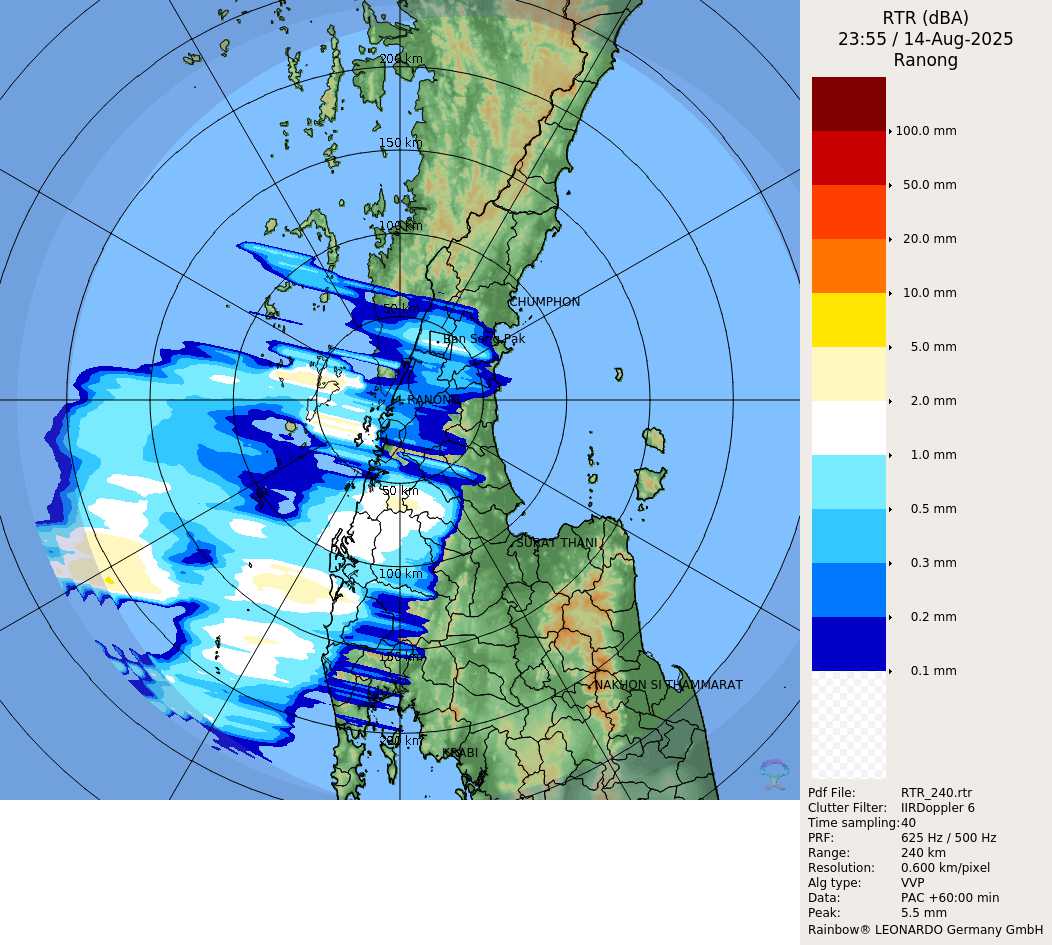 RTR (dBA)
23:55 / 14-Aug-2025
Ranong
100.0 mm
50.0 mm
20.0 mm
10.0 mm
5.0 mm
2.0 mm
1.0 mm
0.5 mm
0.3 mm
0.2 mm
0.1 mm
Pdf File: RTR_240.rtr
Clutter Filter: IIRDoppler 6
Time sampling: 40
PRF: 625 Hz / 500 Hz
Range: 240 km
Resolution: 0.600 km/pixel
Alg type: VVP
Data: PAC +60:00 min
Peak: 5.5 mm
Rainbow® LEONARDO Germany GmbH
200 km
150 km
100 km
CHUMPHON
50 km
Ban Song Pak
RANONG
50 km
SURAT THANI
100 km
150 km
NAKHON SI THAMMARAT
200 km
KRABI